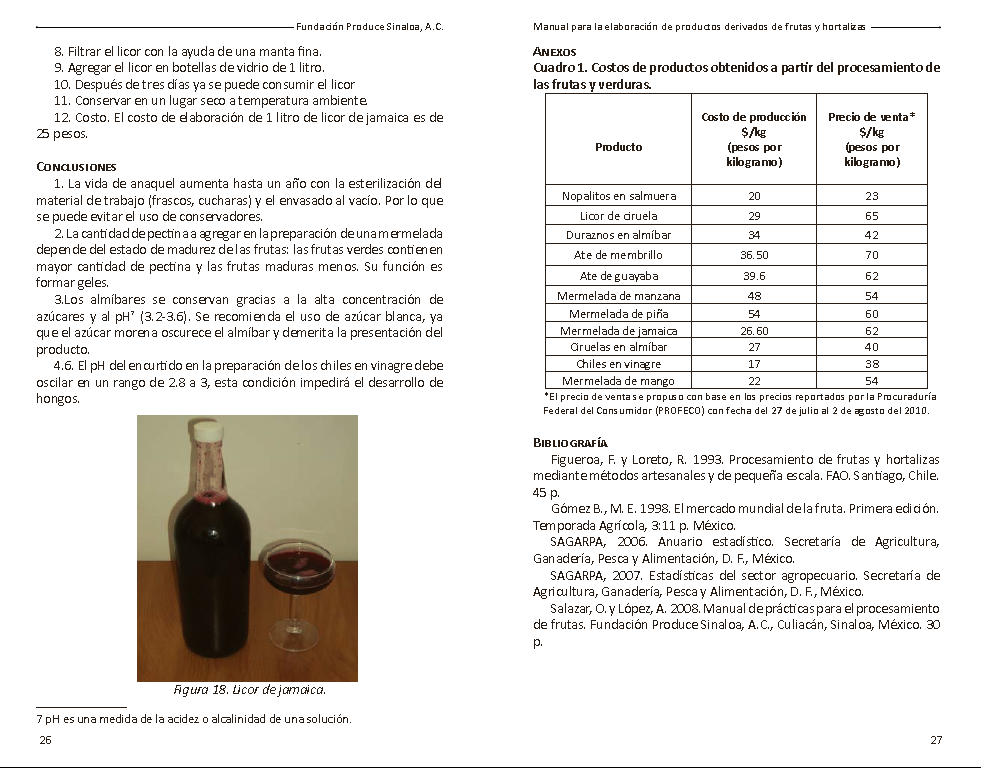 Fundación Produce Sinaloa, A.C.
8. Filtrar el licor con la ayuda de una manta fina.
9. Agregar el licor en botellas de vidrio de 1 litro.
10. Después de tres días ya se puede consumir el licor
11. Conservar en un lugar seco a temperatura ambiente.
12. Costo. El costo de elaboración de 1 litro de licor de jamaica es de
25 pesos.
Conclusiones
1. La vida de anaquel aumenta hasta un año con la esterilización del
material de trabajo (frascos, cucharas) y el envasado al vacío. Por lo que
se puede evitar el uso de conservadores.
2. La cantidad de pectina a agregar en la preparación de una mermelada
depende del estado de madurez de las frutas: las frutas verdes contienen
mayor cantidad de pectina y las frutas maduras menos. Su función es
formar geles.
3.Los almíbares se conservan gracias a la alta concentración de
azúcares y al pH⁷ (3.2-3.6). Se recomienda el uso de azúcar blanca, ya
que el azúcar morena oscurece el almíbar y demerita la presentación del
producto.
4.6. El pH del encurtido en la preparación de los chiles en vinagre debe
oscilar en un rango de 2.8 a 3, esta condición impedirá el desarrollo de
hongos.
Figura 18. Licor de jamaica.
7 pH es una medida de la acidez o alcalinidad de una solución.
26
Manual para la elaboración de productos derivados de frutas y hortalizas
Anexos
Cuadro 1. Costos de productos obtenidos a partir del procesamiento de
las frutas y verduras.
Producto Costo de producción $/kg (pesos por kilogramo) Precio de venta* $/kg (pesos por kilogramo)
Nopalitos en salmuera 20 23
Licor de ciruela 29 65
Duraznos en almíbar 34 42
Ate de membrillo 36.50 70
Ate de guayaba 39.6 62
Mermelada de manzana 48 54
Mermelada de piña 54 60
Mermelada de jamaica 26.60 62
Ciruelas en almíbar 27 40
Chiles en vinagre 17 38
Mermelada de mango 22 54
*El precio de venta se propuso con base en los precios reportados por la Procuraduría
Federal del Consumidor (PROFECO) con fecha del 27 de julio al 2 de agosto del 2010.
Bibliografía
Figueroa, F. y Loreto, R. 1993. Procesamiento de frutas y hortalizas
mediante métodos artesanales y de pequeña escala. FAO. Santiago, Chile.
45 p.
Gómez B., M. E. 1998. El mercado mundial de la fruta. Primera edición.
Temporada Agrícola, 3:11 p. México.
SAGARPA, 2006. Anuario estadístico. Secretaría de Agricultura,
Ganadería, Pesca y Alimentación, D. F., México.
SAGARPA, 2007. Estadísticas del sector agropecuario. Secretaría de
Agricultura, Ganadería, Pesca y Alimentación, D. F., México.
Salazar, O. y López, A. 2008. Manual de prácticas para el procesamiento
de frutas. Fundación Produce Sinaloa, A.C., Culiacán, Sinaloa, México. 30
p.
27